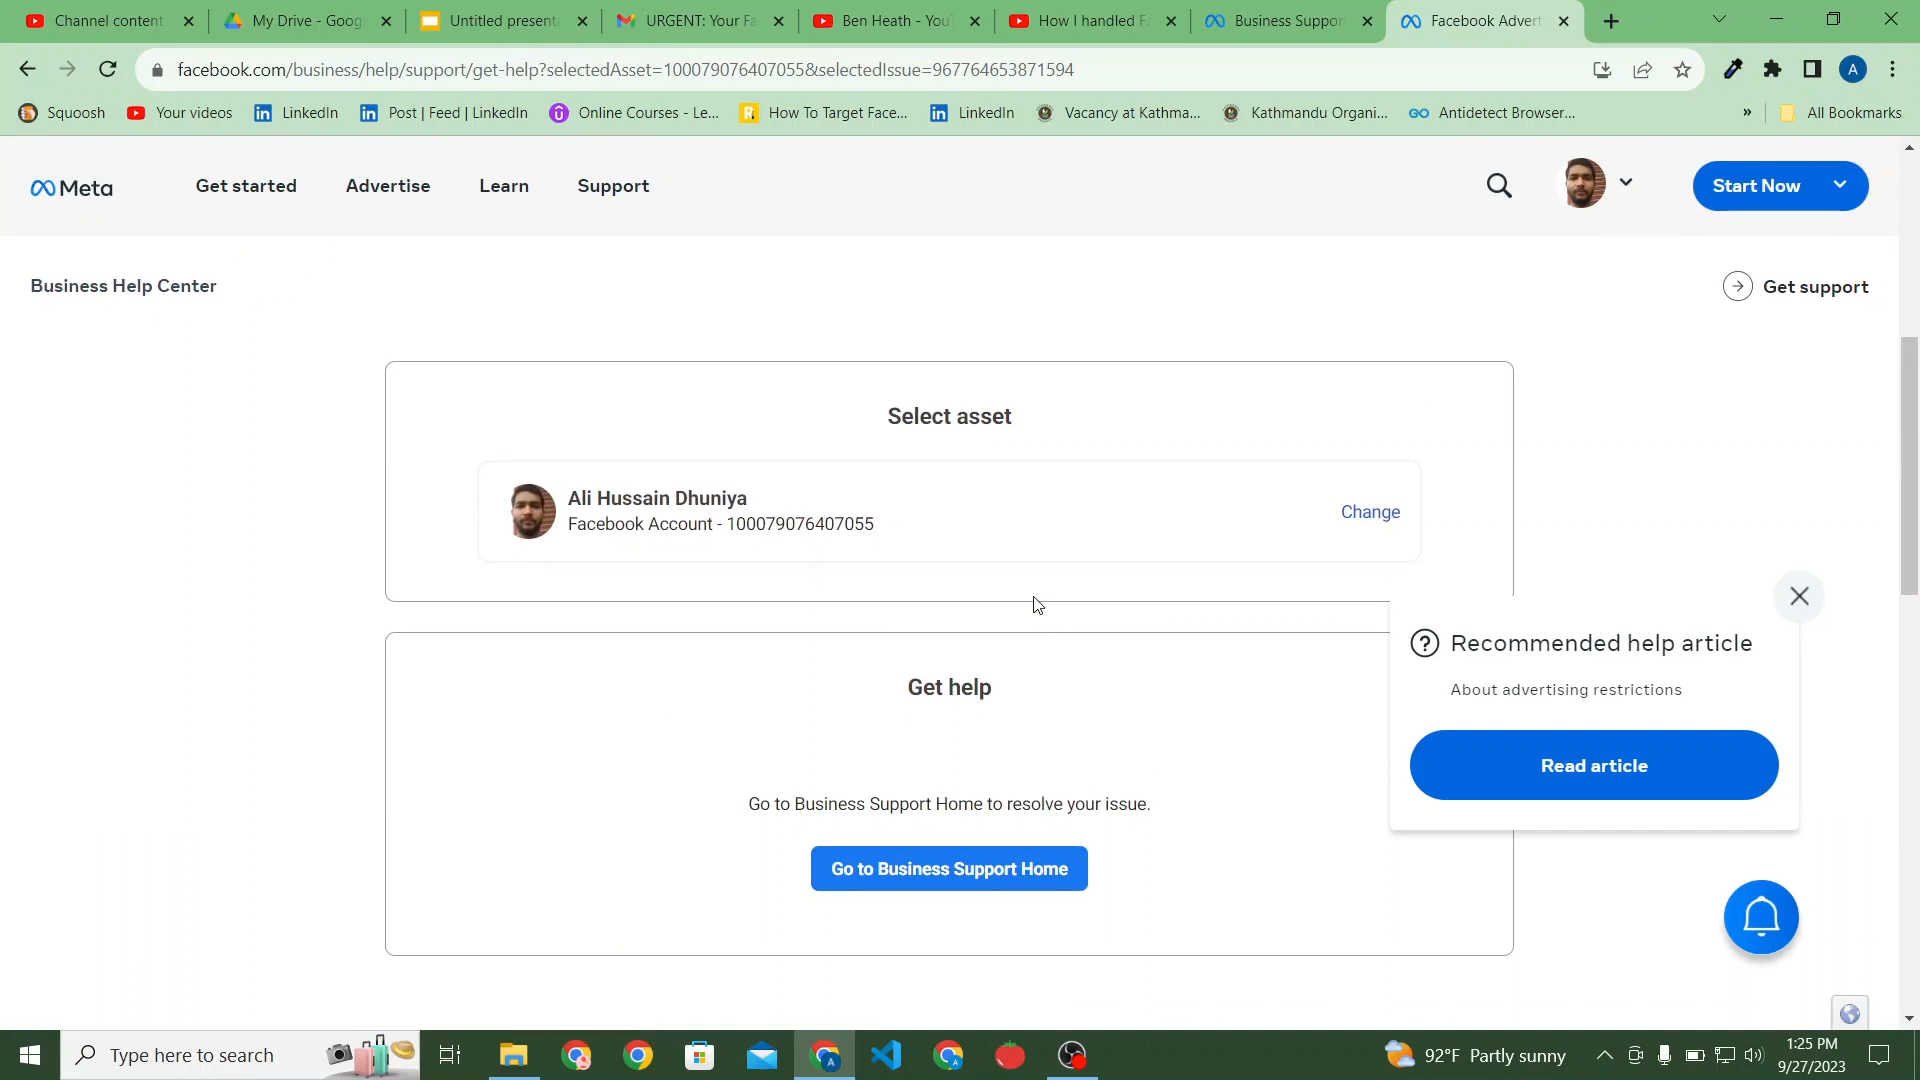 Channel content
My Drive - Goog
Untitled present
URGENT: Your Fa
Ben Heath - YouT
How I handled F
Business Suppor
Facebook Advert
facebook.com/business/help/support/get-help?selectedAsset=100079076407055&selectedIssue=967764653871594
A
Squoosh
Your videos
LinkedIn
Post | Feed | LinkedIn
Online Courses - Le...
How To Target Face...
LinkedIn
Vacancy at Kathma...
Kathmandu Organi...
Antidetect Browser...
»
All Bookmarks
Meta
Get started
Advertise
Learn
Support
Start Now
Business Help Center
Get support
Select asset
Ali Hussain Dhuniya
Facebook Account - 100079076407055
Change
Get help
Go to Business Support Home to resolve your issue.
Go to Business Support Home
Recommended help article
About advertising restrictions
Read article
Type here to search
92°F Partly sunny
1:25 PM
9/27/2023